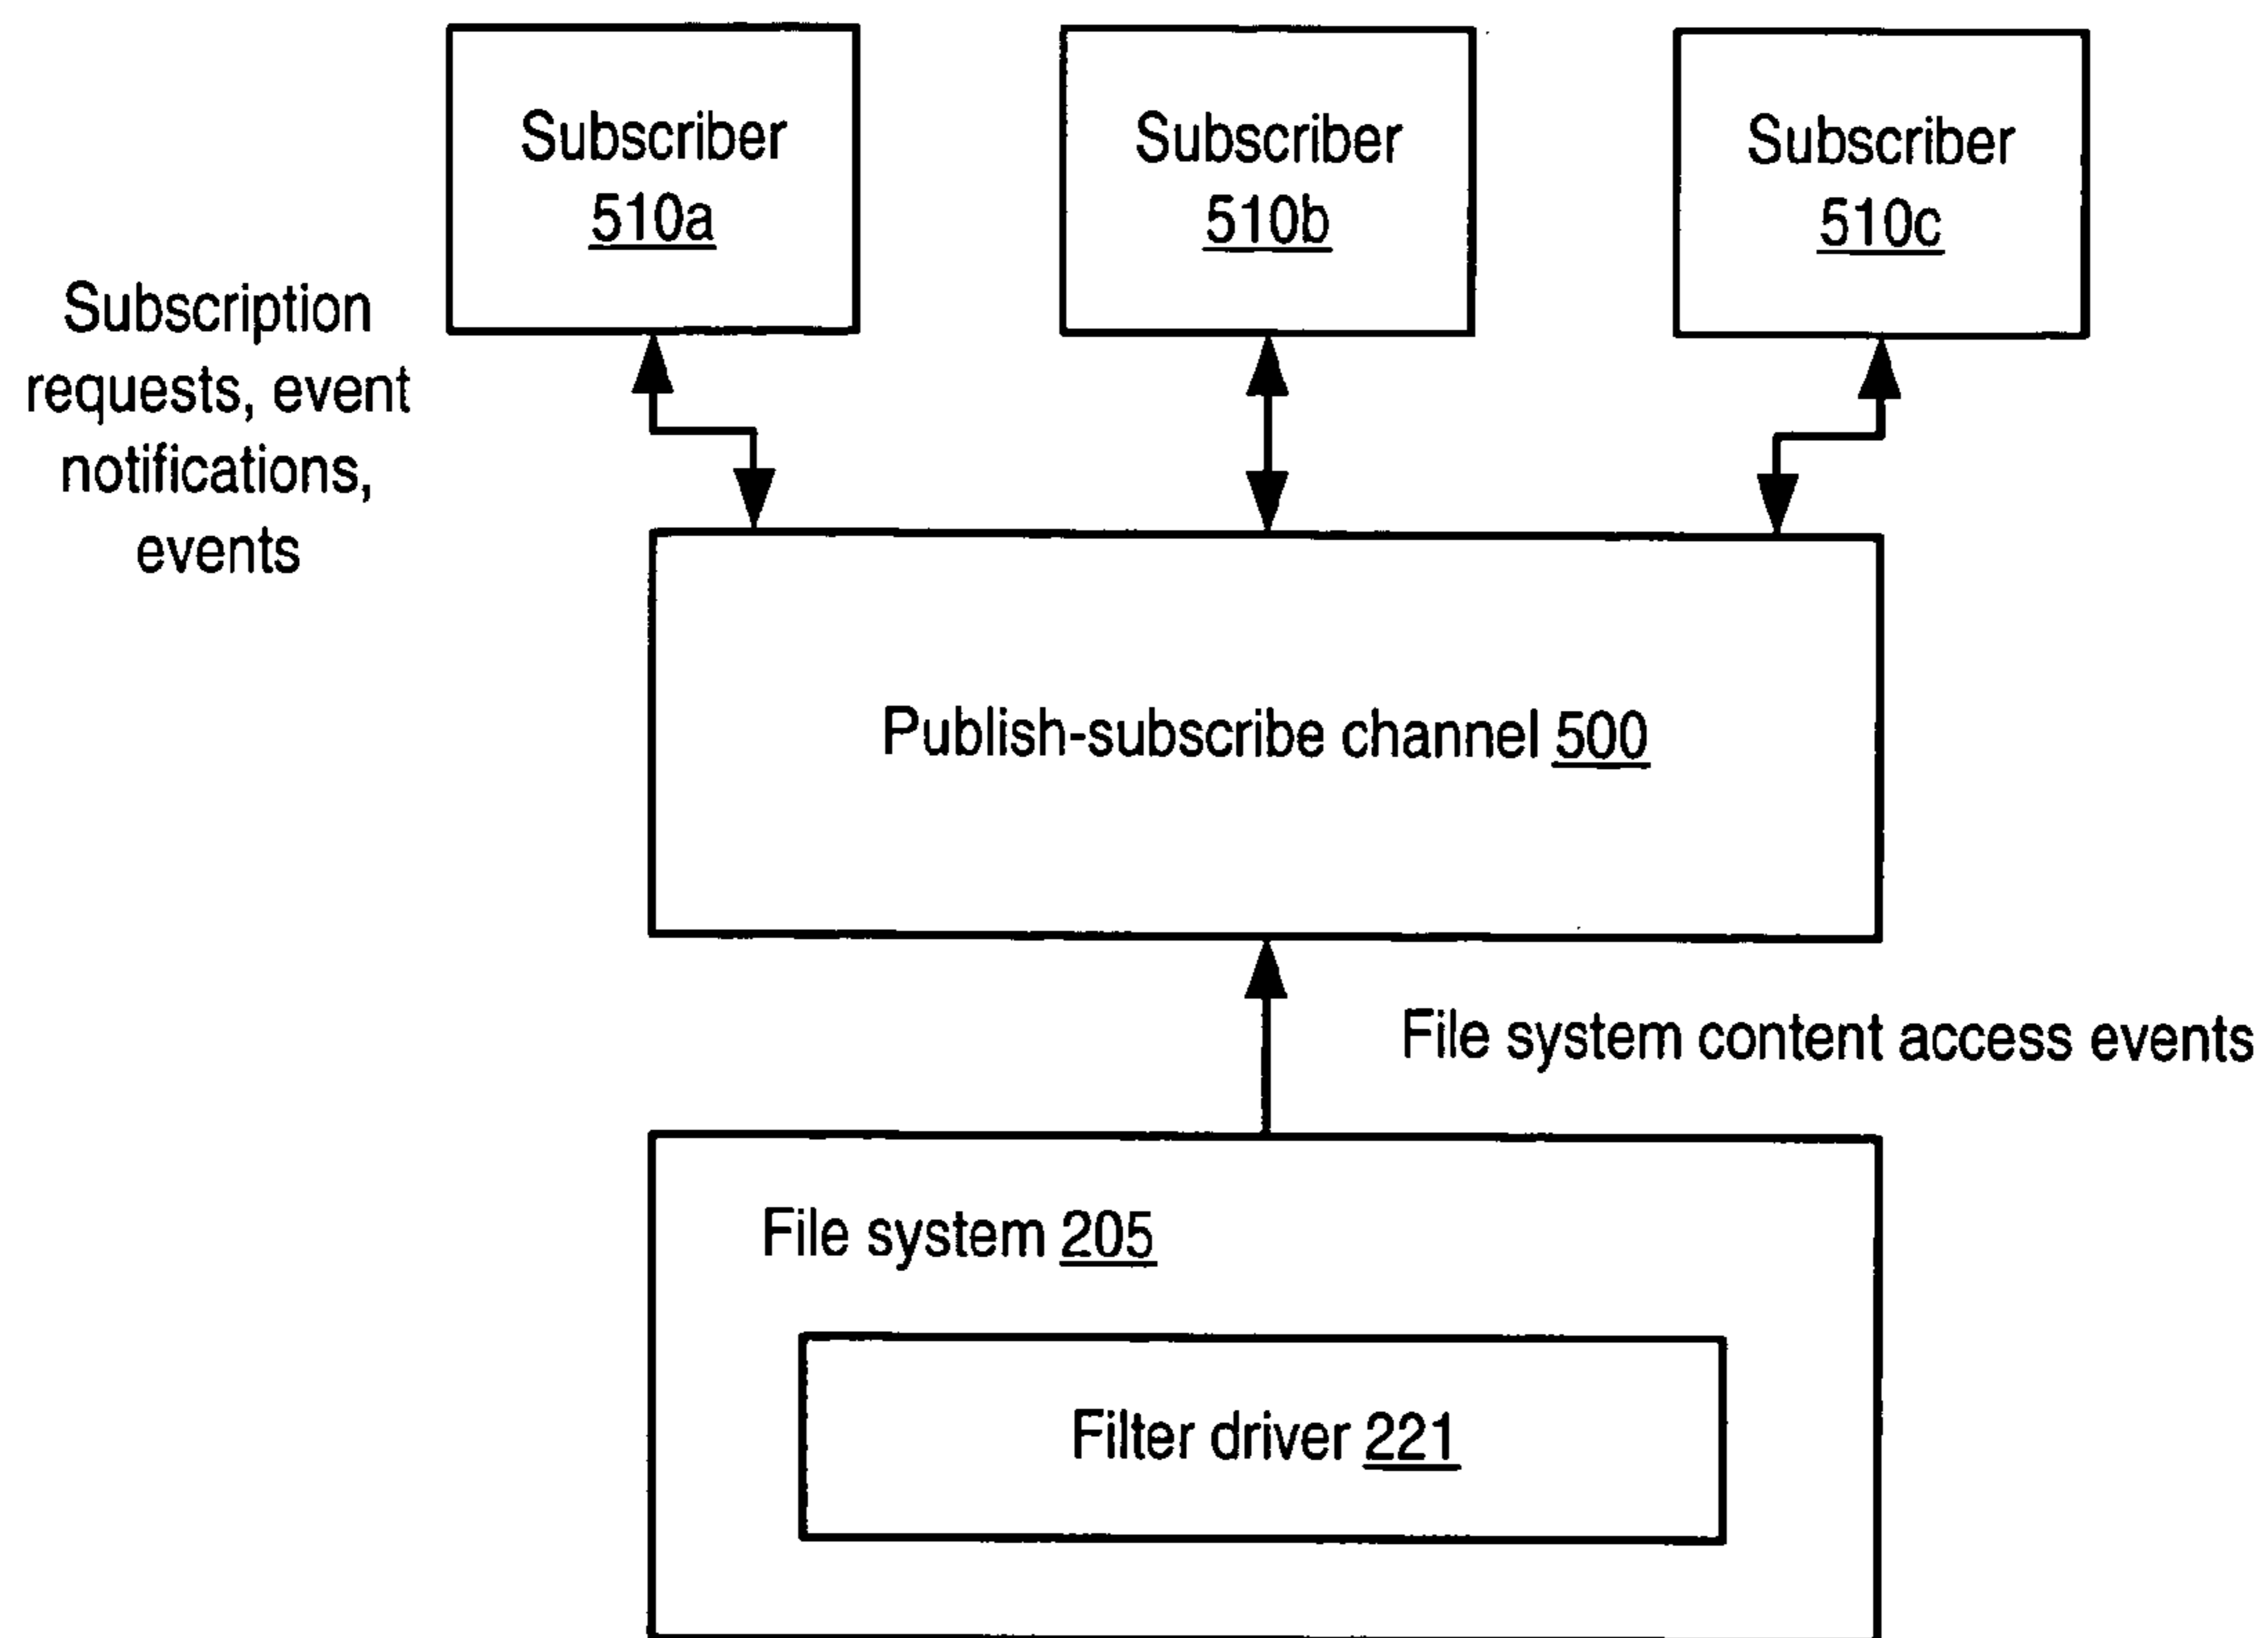 Subscriber
510a
Subscriber
510b
Subscriber
510c
Subscription
requests, event
notifications,
events
Publish-subscribe channel 500
File system content access events
File system 205
Filter driver 221